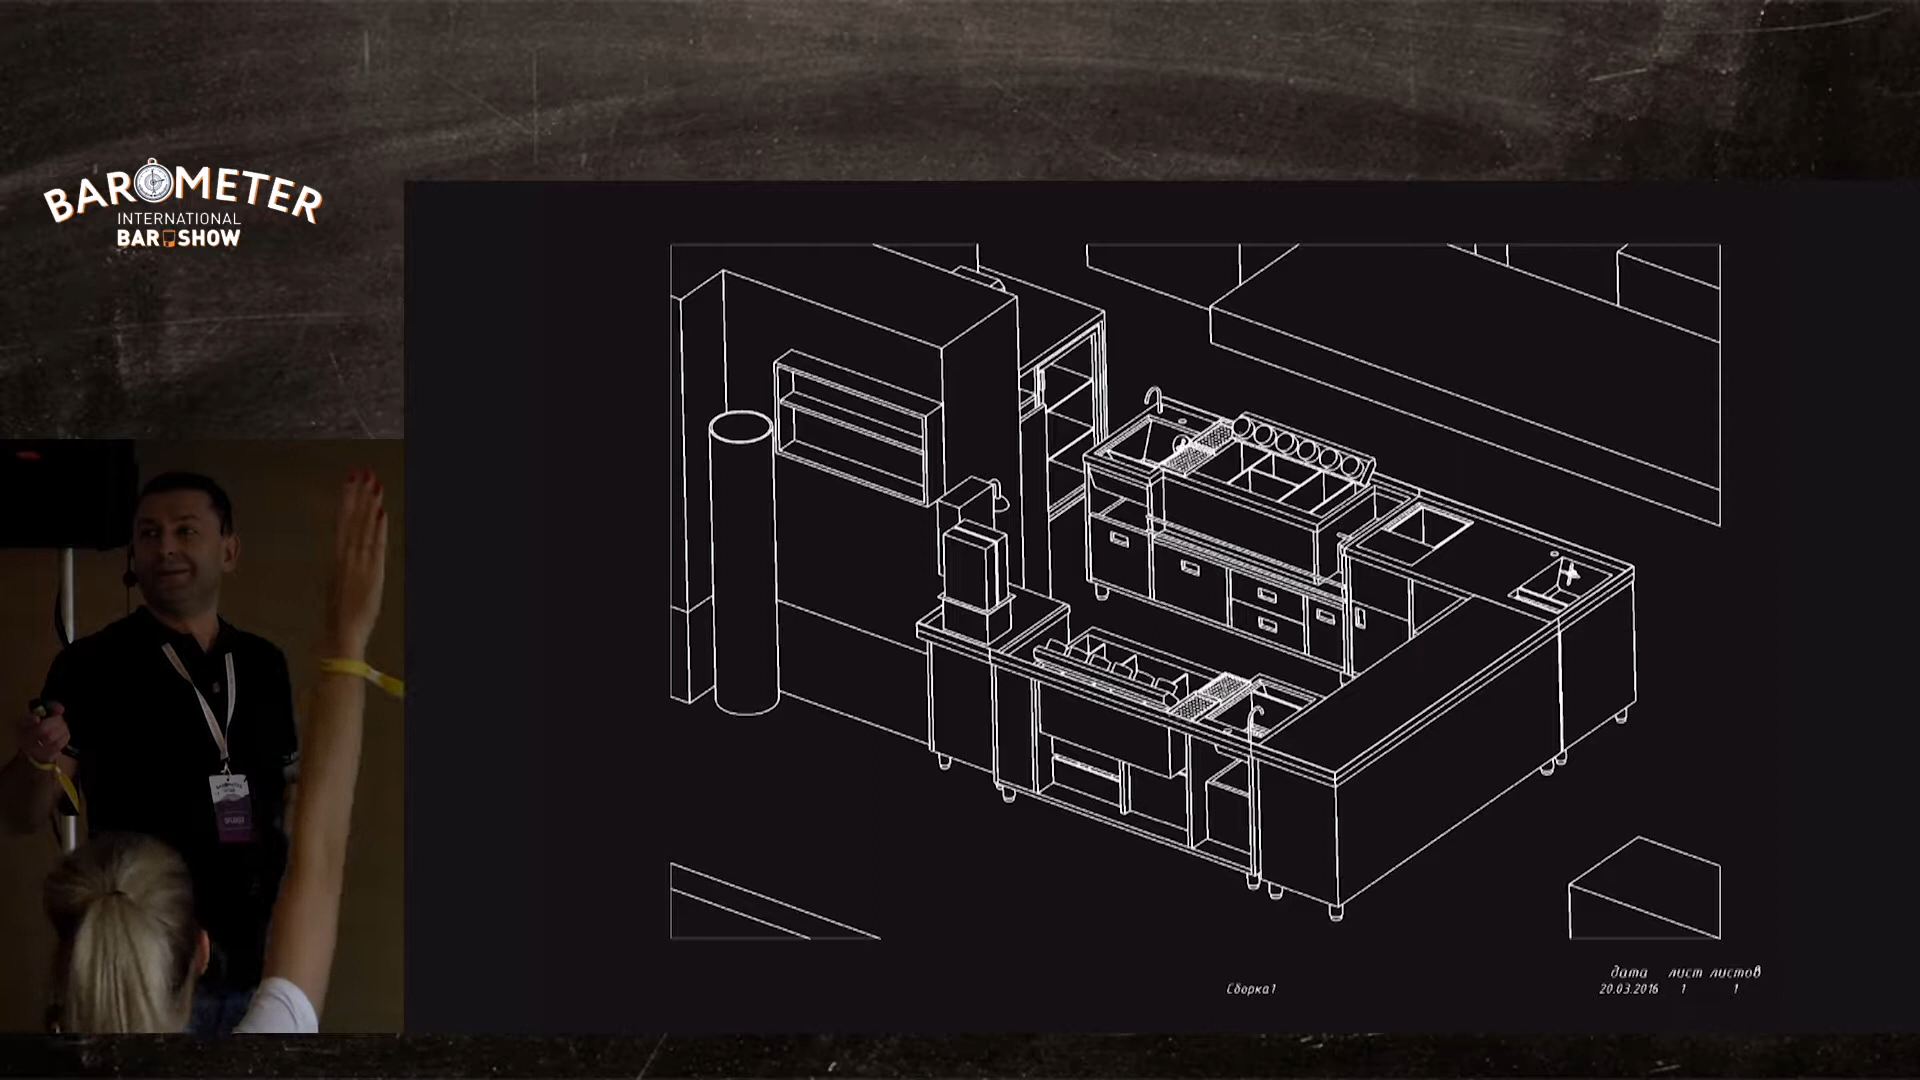 BAROMETER
INTERNATIONAL
BAR SHOW
Сборка1
дата лист листов
20.03.2016 1 1